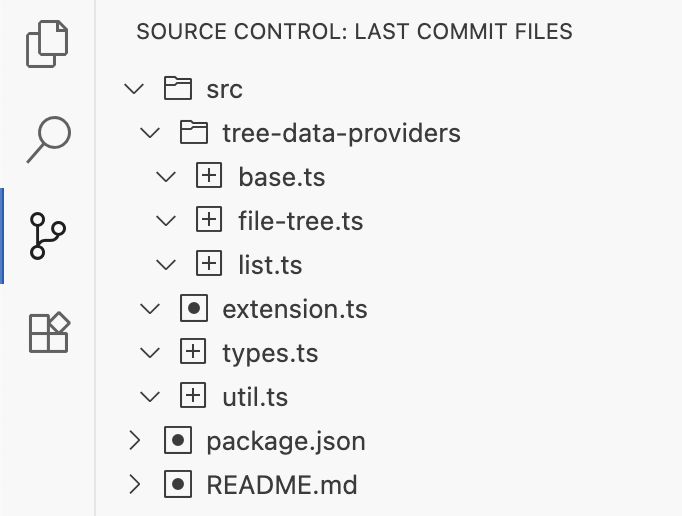 SOURCE CONTROL: LAST COMMIT FILES
src
tree-data-providers
base.ts
file-tree.ts
list.ts
extension.ts
types.ts
util.ts
package.json
README.md